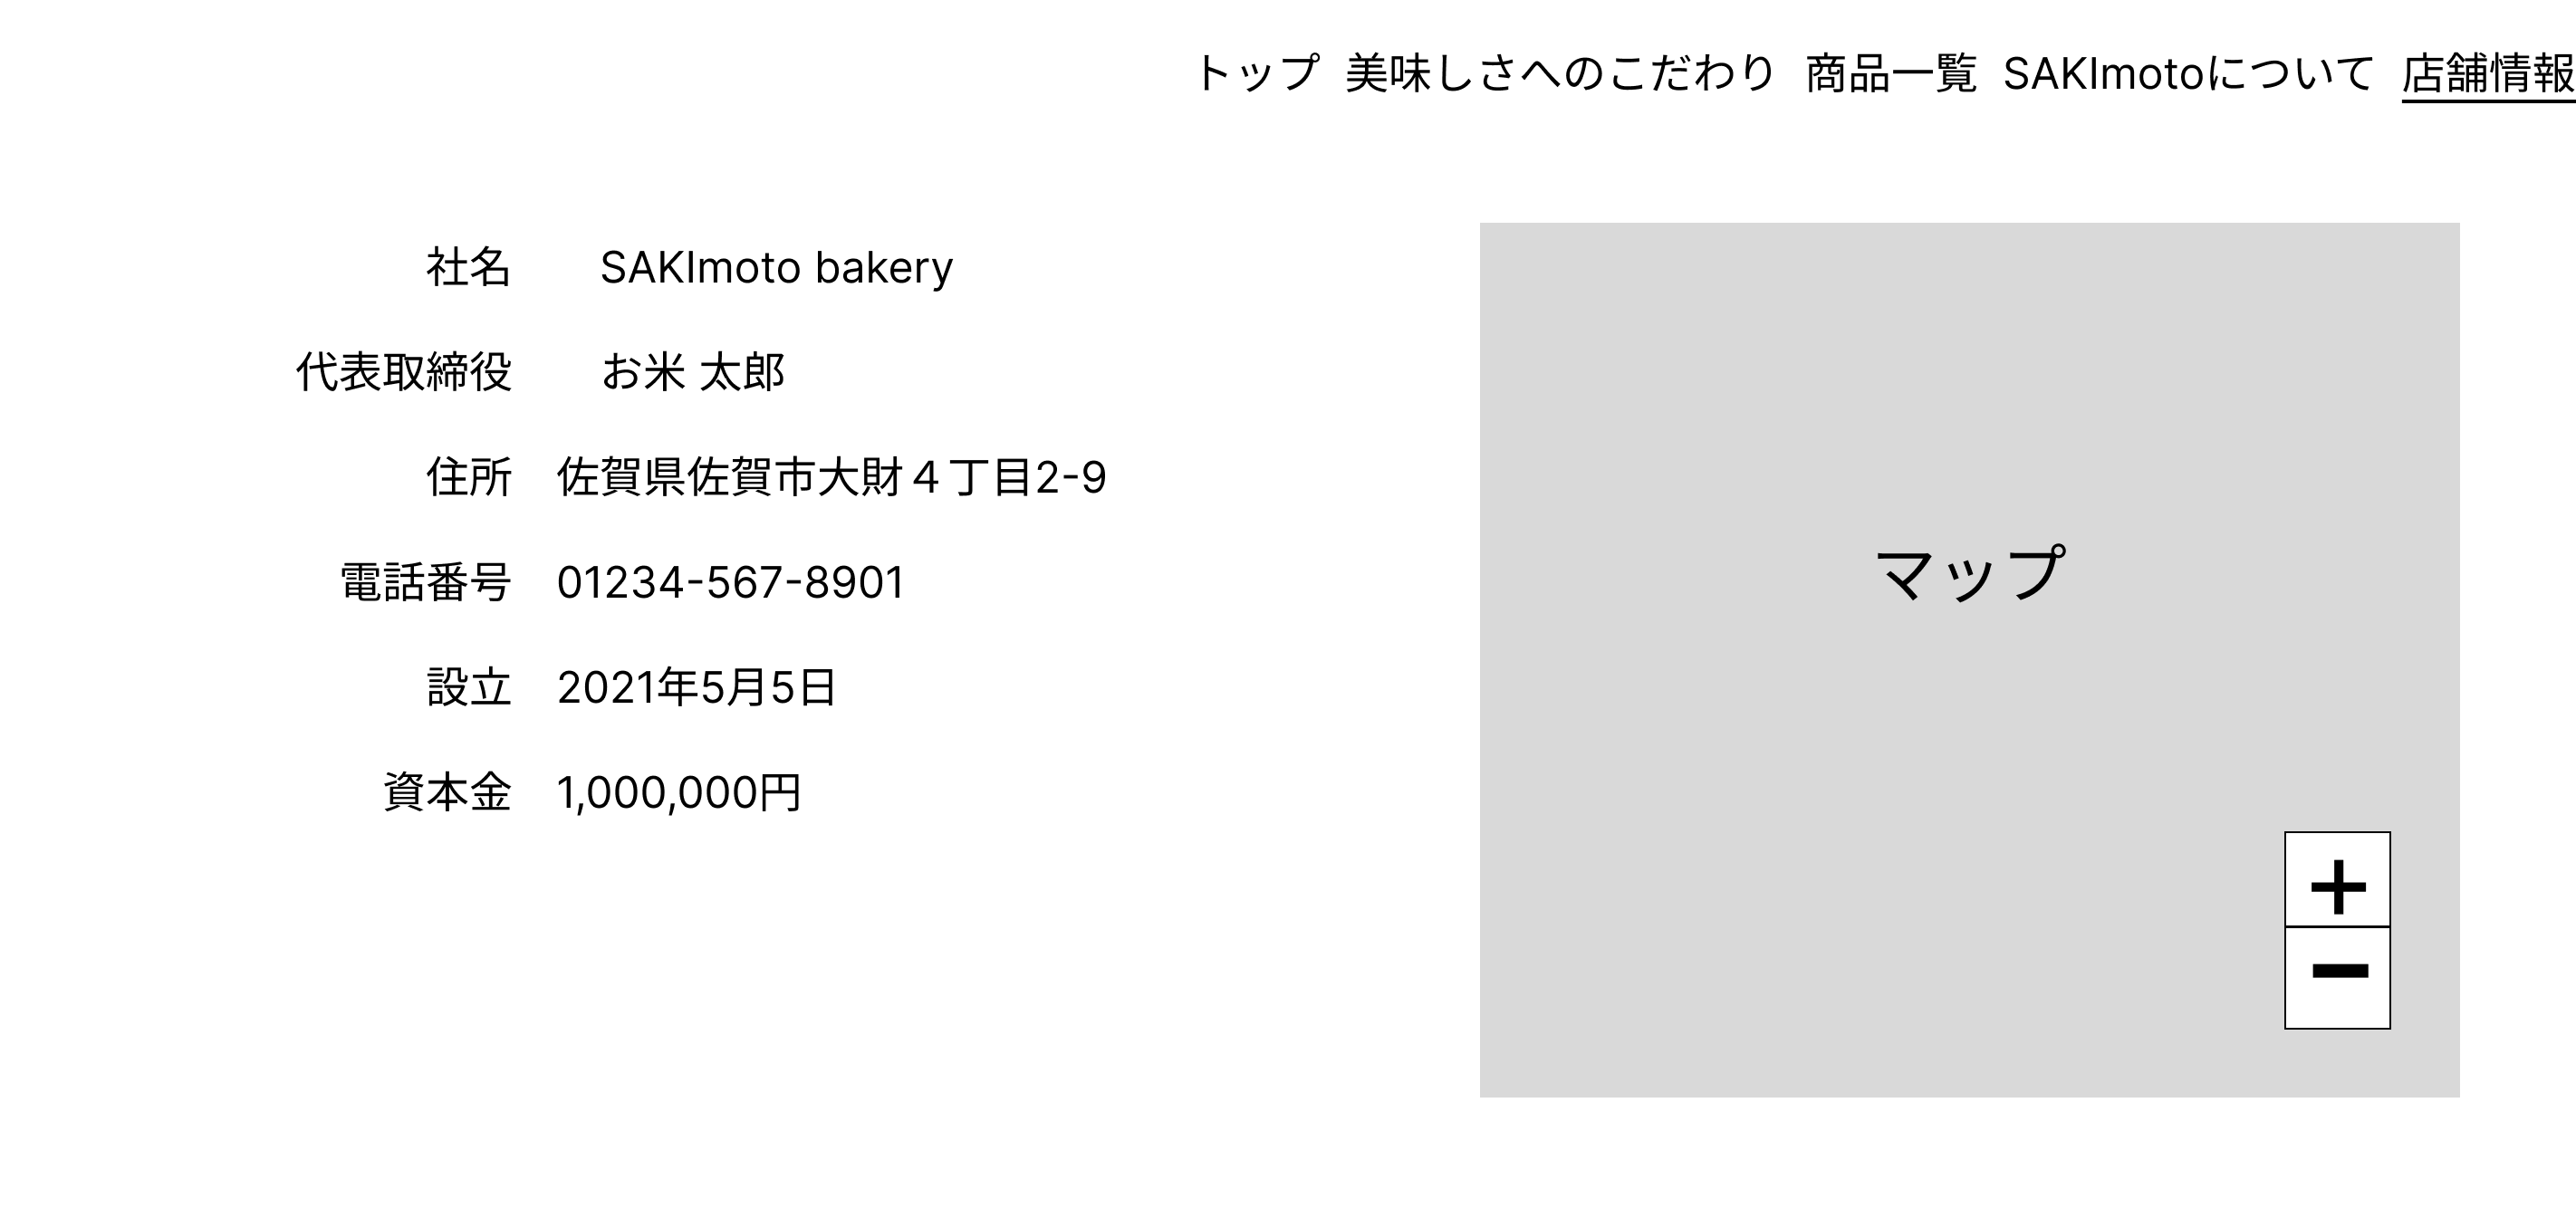 トップ 美味しさへのこだわり 商品一覧 SAKImotoについて 店舗情報
社名 SAKImoto bakery
代表取締役 お米 太郎
住所 佐賀県佐賀市大財４丁目2-9
電話番号 01234-567-8901
設立 2021年5月5日
資本金 1,000,000円
マップ
+
−